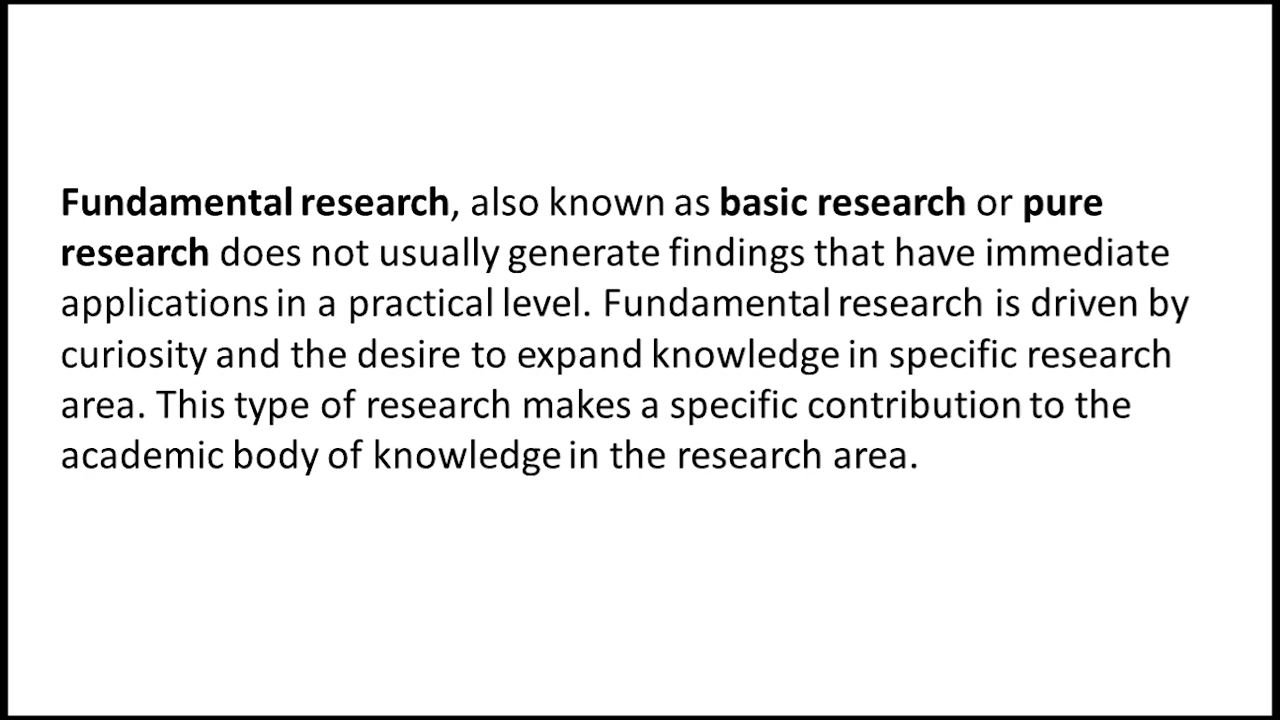 Fundamental research, also known as basic research or pure
research does not usually generate findings that have immediate
applications in a practical level. Fundamental research is driven by
curiosity and the desire to expand knowledge in specific research
area. This type of research makes a specific contribution to the
academic body of knowledge in the research area.